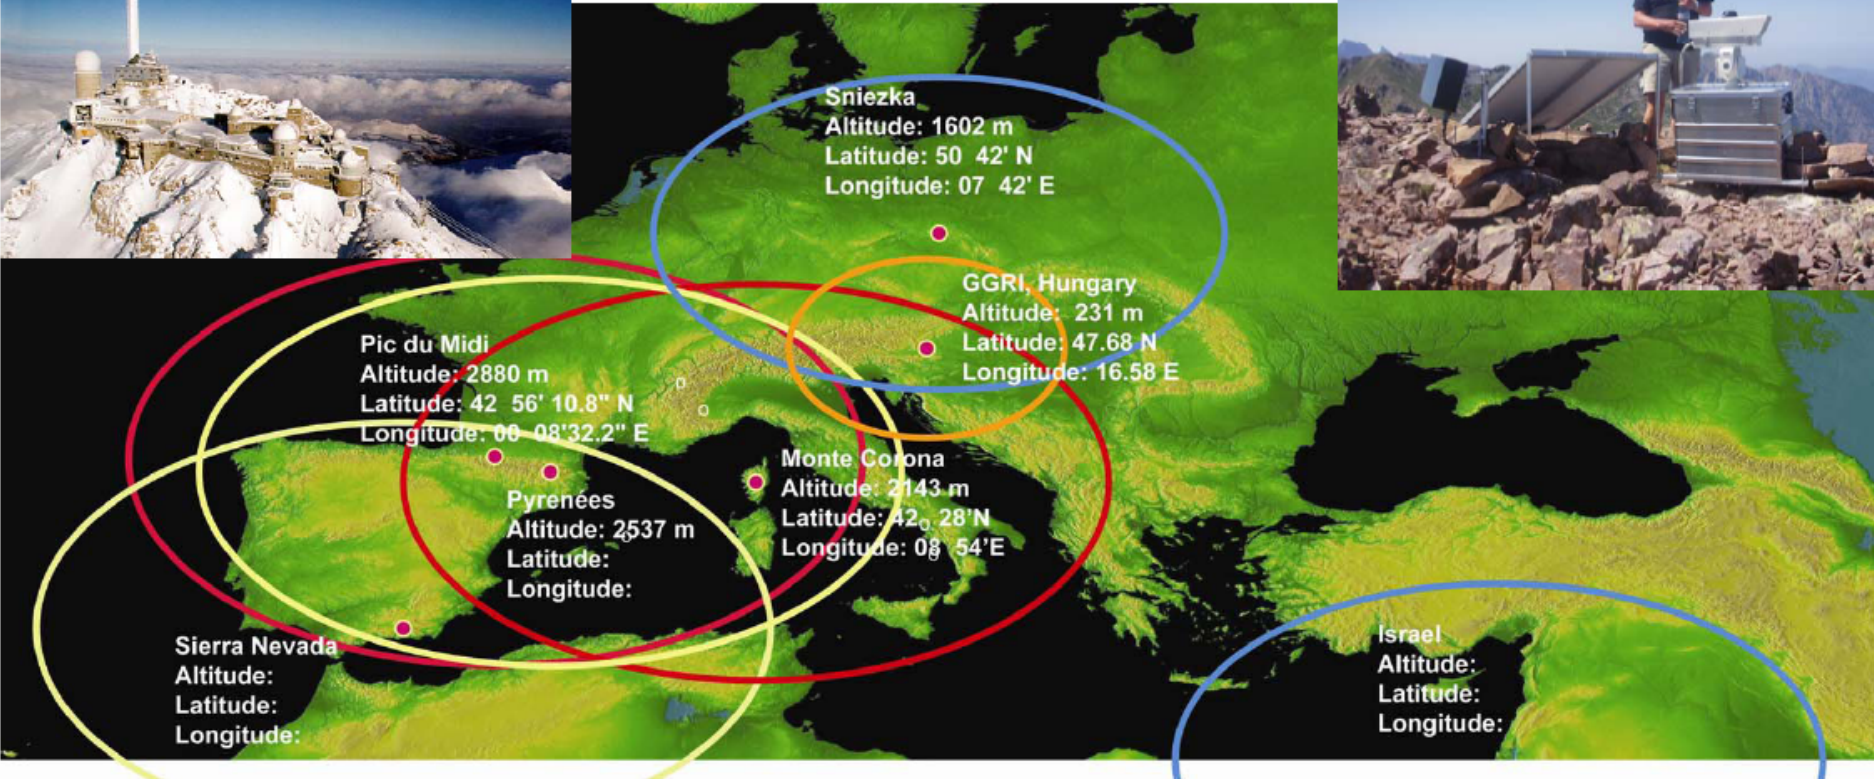 Sniezka
Altitude: 1602 m
Latitude: 50 42' N
Longitude: 07 42' E
GGRI, Hungary
Altitude: 231 m
Latitude: 47.68 N
Longitude: 16.58 E
Pic du Midi
Altitude: 2880 m
Latitude: 42 56' 10.8" N
Longitude: 00 08'32.2" E
Monte Corona
Altitude: 2143 m
Latitude: 42 28'N
Longitude: 08 54'E
Pyrenées
Altitude: 2537 m
Latitude:
Longitude:
Sierra Nevada
Altitude:
Latitude:
Longitude:
Israel
Altitude:
Latitude:
Longitude: